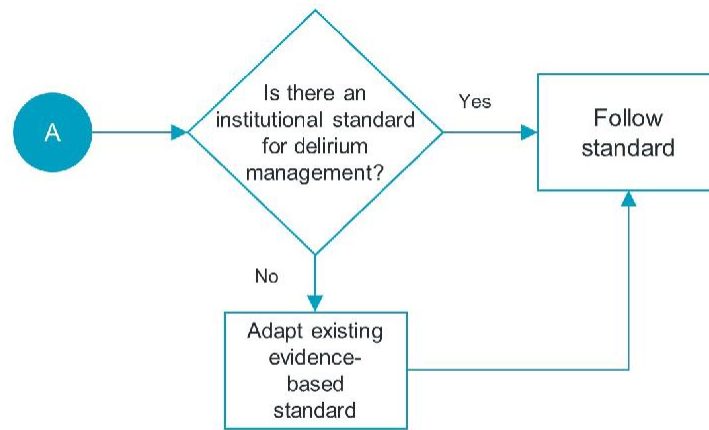 A
Is there an
institutional standard
for delirium
management?
Yes
Follow
standard
No
Adapt existing
evidence-
based
standard